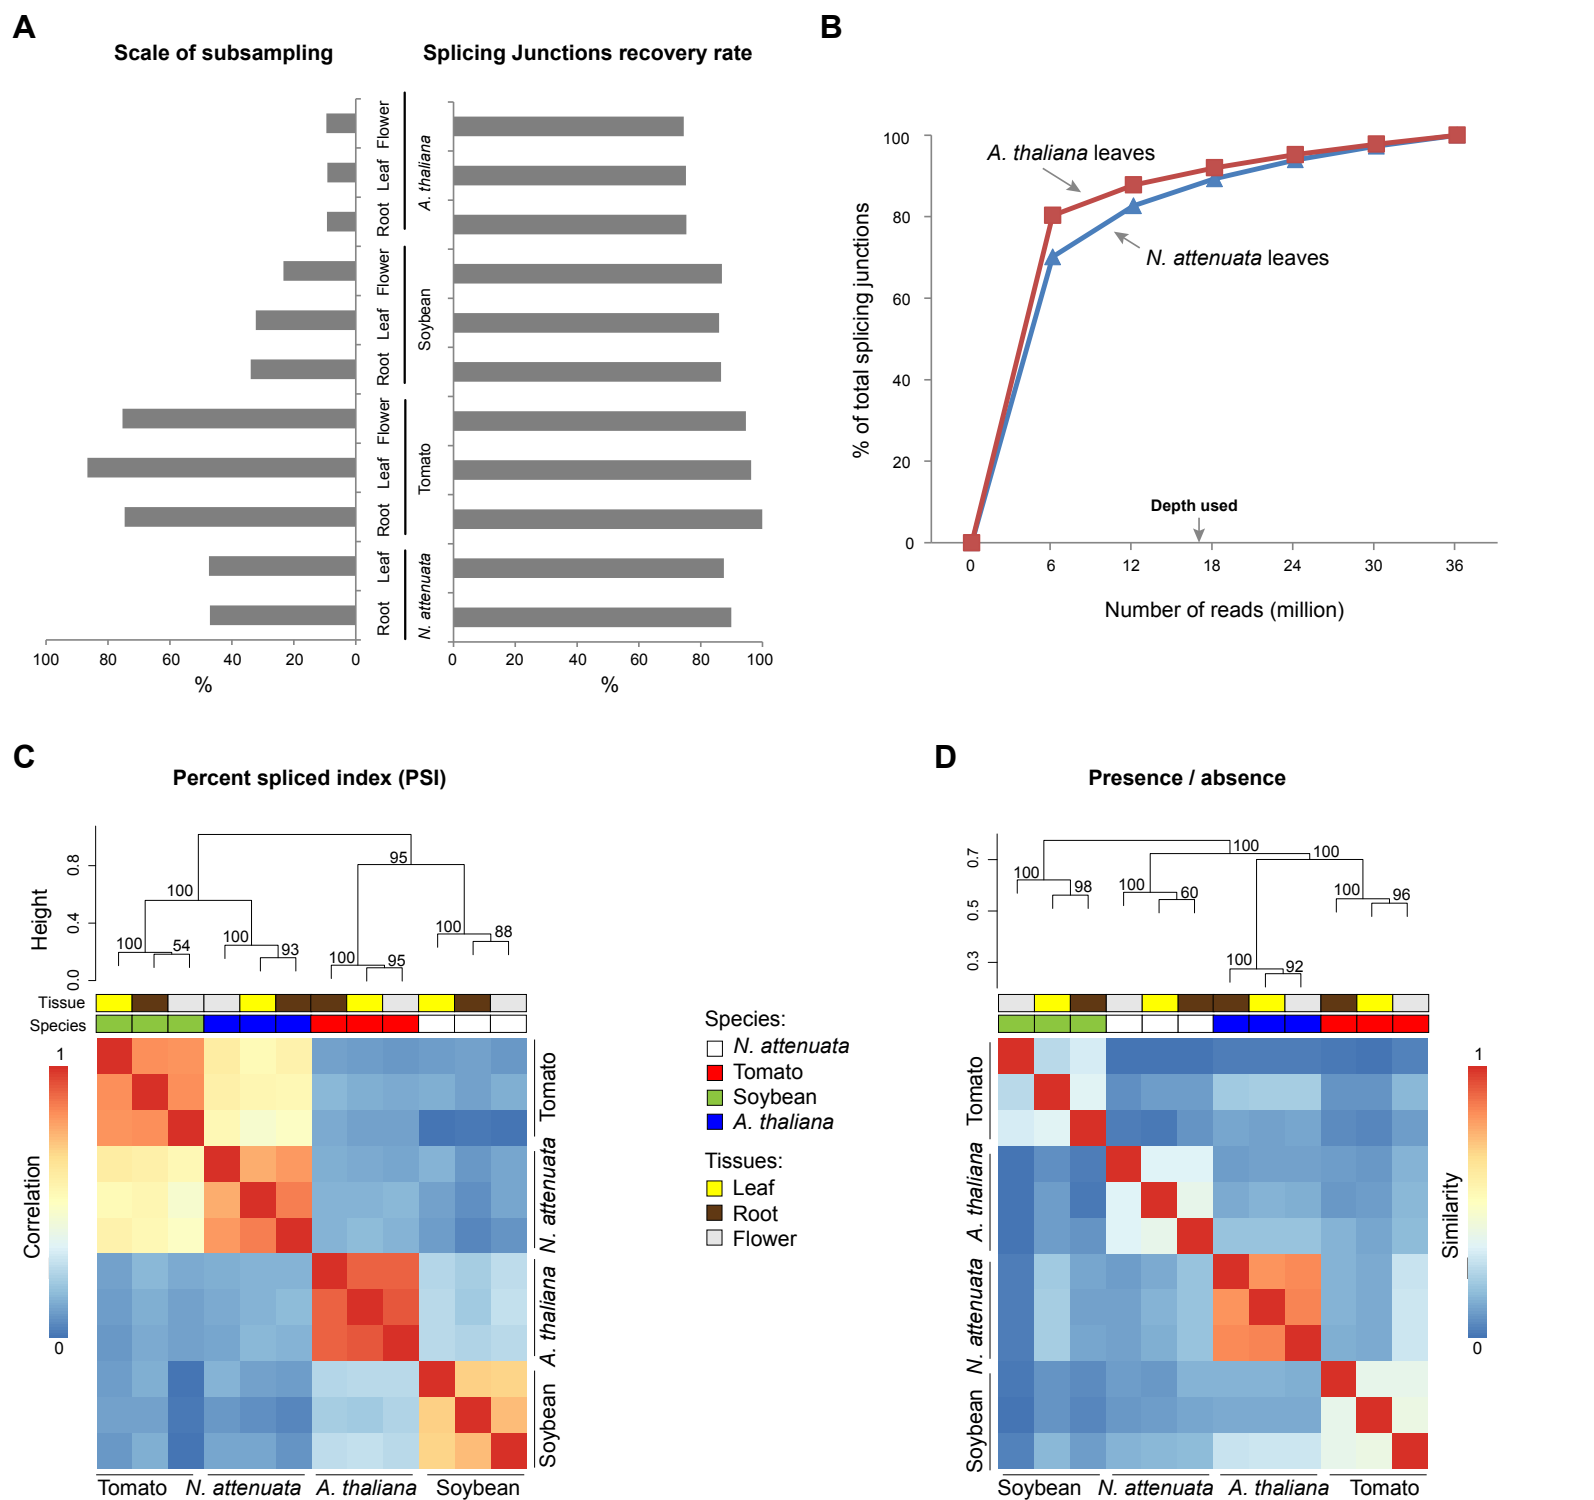 A
Scale of subsampling
Splicing Junctions recovery rate
Flower
Leaf
Root
A. thaliana
Flower
Leaf
Root
Soybean
Flower
Leaf
Root
Tomato
Leaf
Root
N. attenuata
100 80 60 40 20 0
%
0 20 40 60 80 100
%
B
% of total splicing junctions
100
80
60
40
20
0
A. thaliana leaves
N. attenuata leaves
Depth used
0 6 12 18 24 30 36
Number of reads (million)
C
Percent spliced index (PSI)
Height
0.8
0.4
0.0
95
100
100
54
100
93
100
95
100
88
Tissue
Species
1
Correlation
0
Tomato
N. attenuata
A. thaliana
Soybean
Tomato N. attenuata A. thaliana Soybean
Species:
N. attenuata
Tomato
Soybean
A. thaliana
Tissues:
Leaf
Root
Flower
D
Presence / absence
0.7
0.5
0.3
100
100
100
98
100
60
100
92
100
96
Tomato
A. thaliana
N. attenuata
Soybean
1
Similarity
0
Soybean N. attenuata A. thaliana Tomato